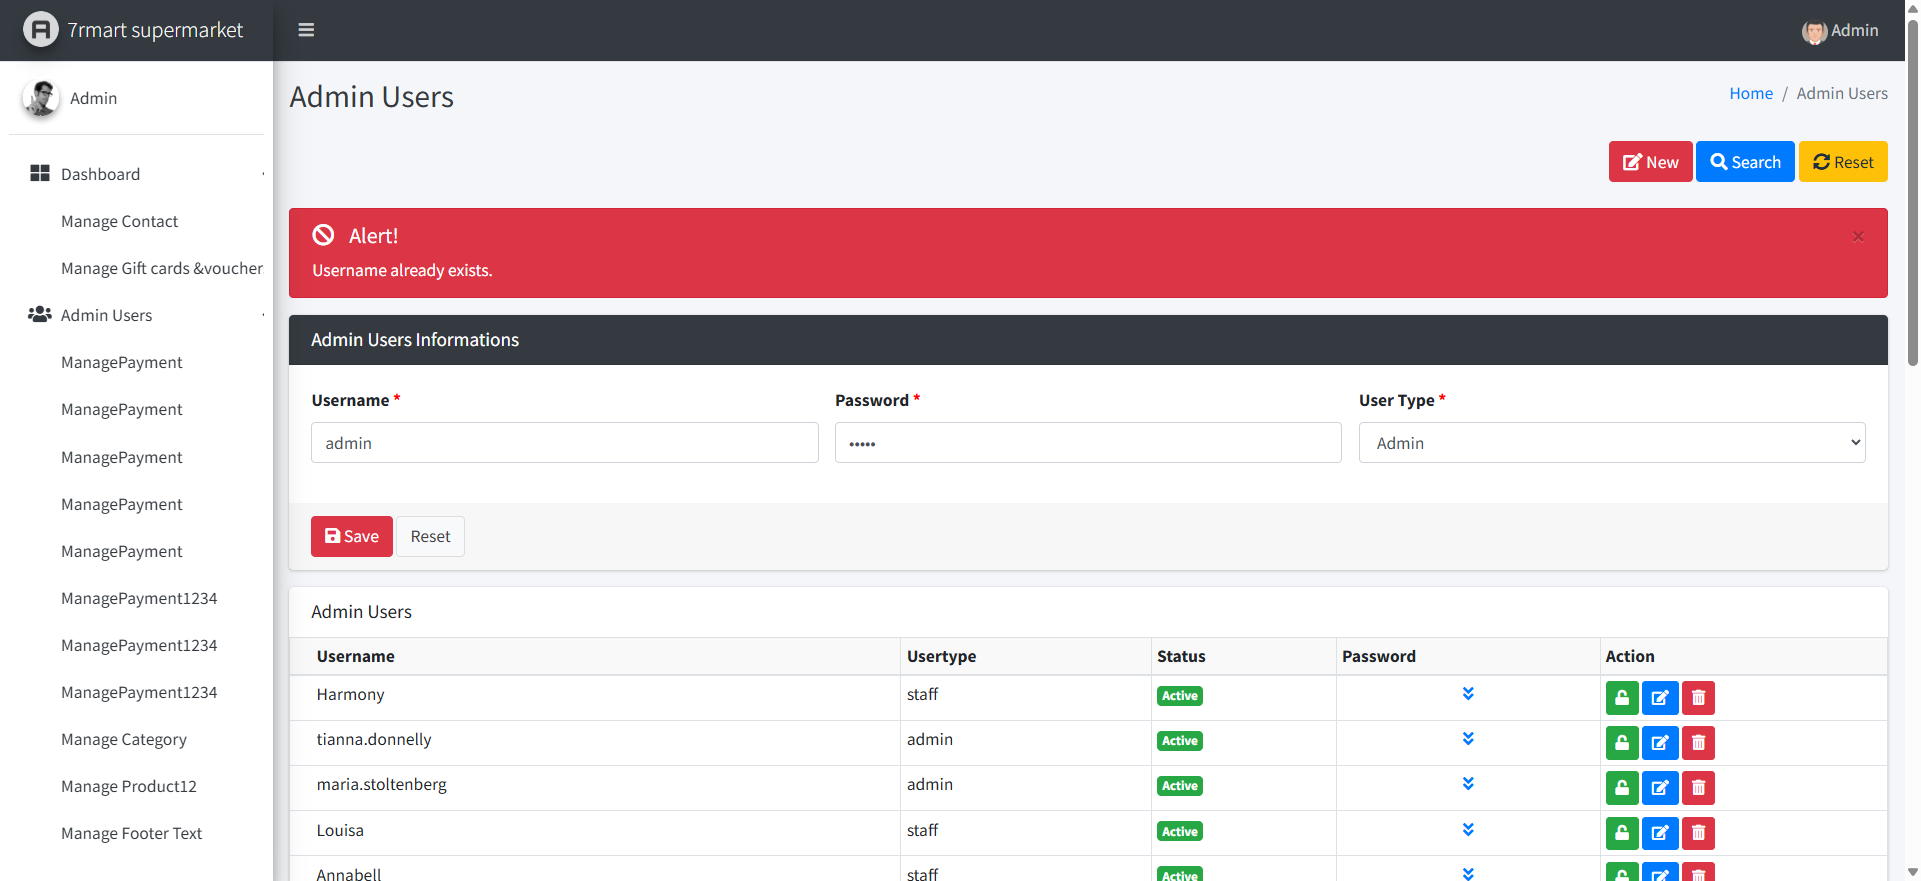 7rmart supermarket
Admin
Admin
Dashboard
Manage Contact
Manage Gift cards &voucher
Admin Users
ManagePayment
ManagePayment
ManagePayment
ManagePayment
ManagePayment
ManagePayment1234
ManagePayment1234
ManagePayment1234
Manage Category
Manage Product12
Manage Footer Text
Admin Users
Home / Admin Users
New Search Reset
Alert! ×
Username already exists.
Admin Users Informations
Username * Password * User Type *
admin ••••• Admin
Save Reset
Admin Users
Username Usertype Status Password Action
Harmony staff Active
tianna.donnelly admin Active
maria.stoltenberg admin Active
Louisa staff Active
Annabell staff Active